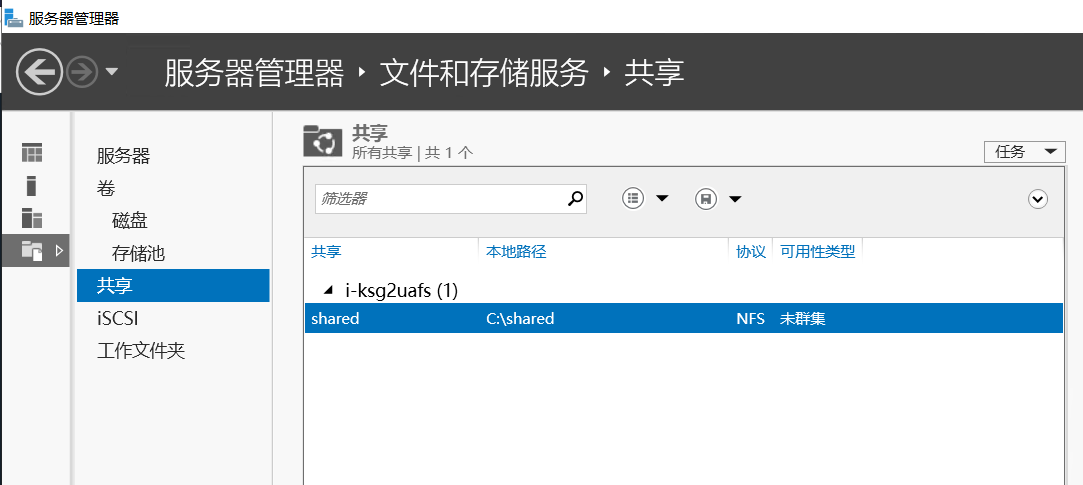 服务器管理器
服务器管理器 ‣ 文件和存储服务 ‣ 共享
服务器
卷
磁盘
存储池
共享
iSCSI
工作文件夹
共享
所有共享 | 共 1 个
任务
筛选器
共享 本地路径 协议 可用性类型
i-ksg2uafs (1)
shared C:\shared NFS 未群集